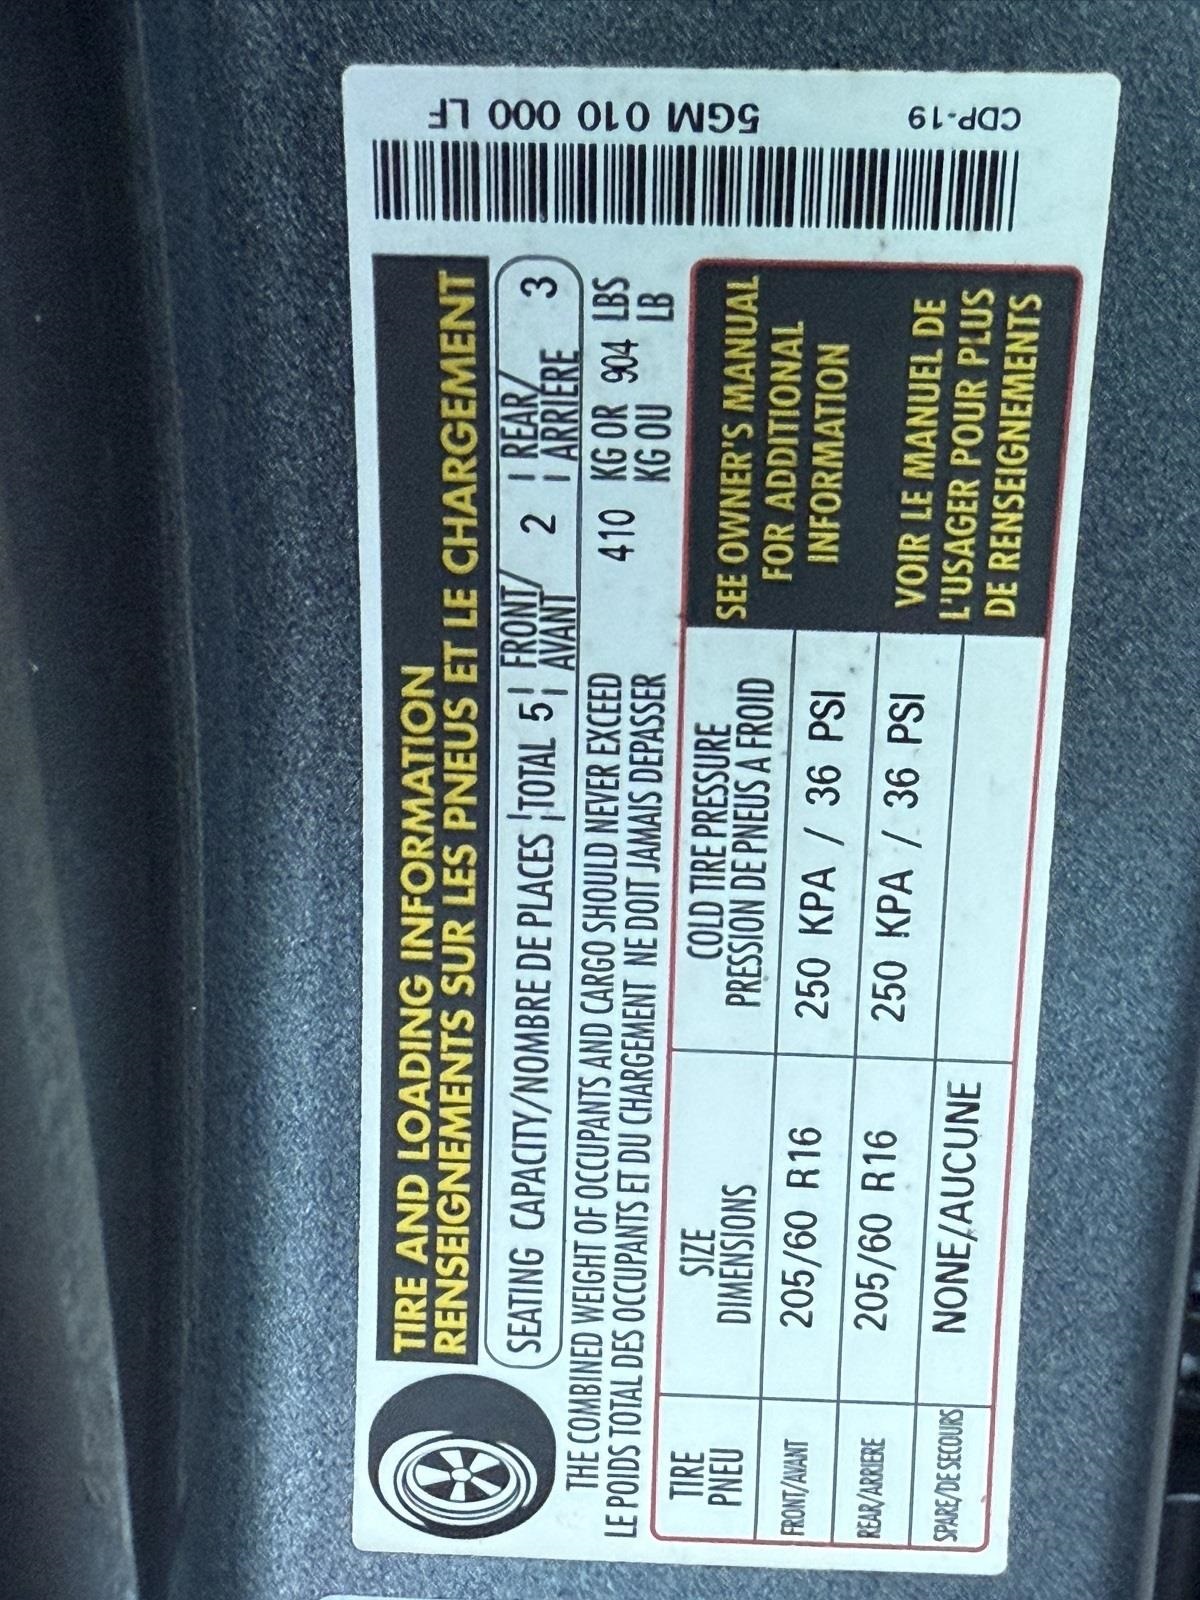 TIRE AND LOADING INFORMATION
RENSEIGNEMENTS SUR LES PNEUS ET LE CHARGEMENT
SEATING CAPACITY/NOMBRE DE PLACES | TOTAL 5 | FRONT/ AVANT 2 | REAR/ ARRIERE 3
THE COMBINED WEIGHT OF OCCUPANTS AND CARGO SHOULD NEVER EXCEED 410 KG OR 904 LBS
LE POIDS TOTAL DES OCCUPANTS ET DU CHARGEMENT NE DOIT JAMAIS DEPASSER KG OU LB
TIRE
PNEU
SIZE
DIMENSIONS
COLD TIRE PRESSURE
PRESSION DE PNEUS A FROID
FRONT/AVANT 205/60 R16 250 KPA / 36 PSI
REAR/ARRIERE 205/60 R16 250 KPA / 36 PSI
SPARE/DE SECOURS NONE/AUCUNE
SEE OWNER'S MANUAL
FOR ADDITIONAL
INFORMATION
VOIR LE MANUEL DE
L'USAGER POUR PLUS
DE RENSEIGNEMENTS
5GM 010 000 LF
CDP-19